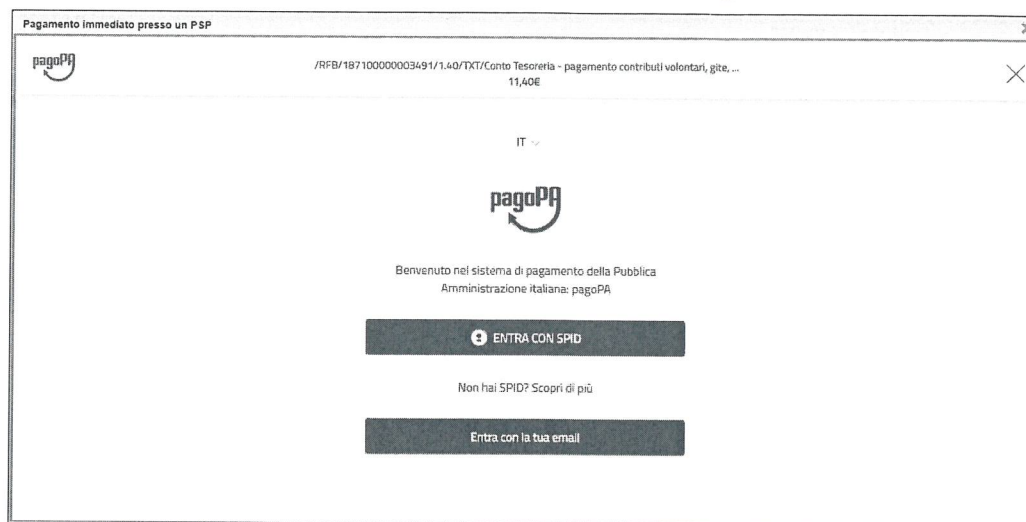 Pagamento immediato presso un PSP
pagoPA
/RFB/187100000003491/1.40/TXT/Conto Tesoreria - pagamento contributi volontari, gite, ...
11,40€
IT
pagoPA
Benvenuto nel sistema di pagamento della Pubblica
Amministrazione italiana: pagoPA
ENTRA CON SPID
Non hai SPID? Scopri di più
Entra con la tua email